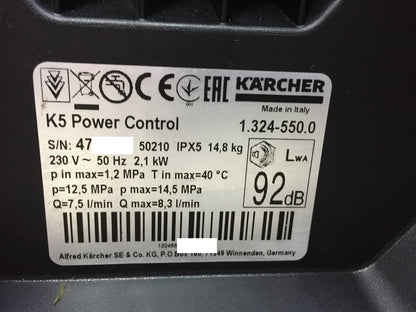 CE EAC KÄRCHER
Made in Italy
K5 Power Control 1.324-550.0
S/N: 47 50210 IPX5 14,8 kg
230 V ~ 50 Hz 2,1 kW
LWA
p in max=1,2 MPa T in max=40 °C
p=12,5 MPa p max=14,5 MPa
92dB
Q=7,5 l/min Q max=8,3 l/min
Alfred Kärcher SE & Co. KG, P.O.Box 160, 71349 Winnenden, Germany